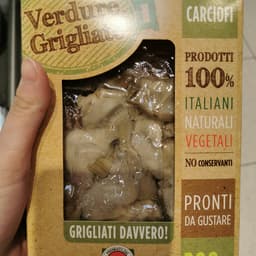 Verdure
Grigliate
CARCIOFI
PRODOTTI
100%
ITALIANI
NATURALI
VEGETALI
NO CONSERVANTI
PRONTI
DA GUSTARE
GRIGLIATI DAVVERO!